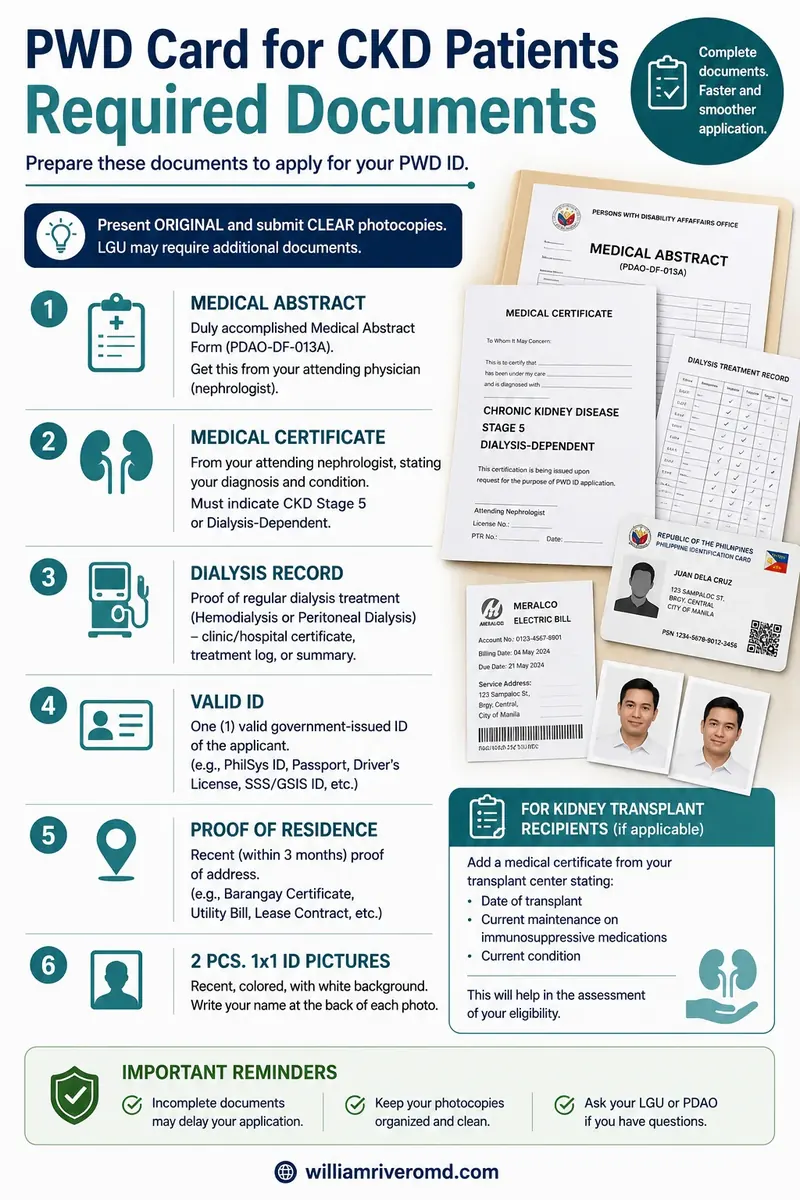 PWD Card for CKD Patients
Required Documents
Prepare these documents to apply for your PWD ID.
Complete
documents.
Faster and
smoother
application.
Present ORIGINAL and submit CLEAR photocopies.
LGU may require additional documents.
1
MEDICAL ABSTRACT
Duly accomplished Medical Abstract
Form (PDAO-DF-013A).
Get this from your attending physician
(nephrologist).
2
MEDICAL CERTIFICATE
From your attending nephrologist, stating
your diagnosis and condition.
Must indicate CKD Stage 5
or Dialysis-Dependent.
3
DIALYSIS RECORD
Proof of regular dialysis treatment
(Hemodialysis or Peritoneal Dialysis)
– clinic/hospital certificate,
treatment log, or summary.
4
VALID ID
One (1) valid government-issued ID
of the applicant.
(e.g., PhilSys ID, Passport, Driver's
License, SSS/GSIS ID, etc.)
5
PROOF OF RESIDENCE
Recent (within 3 months) proof
of address.
(e.g., Barangay Certificate,
Utility Bill, Lease Contract, etc.)
6
2 PCS. 1x1 ID PICTURES
Recent, colored, with white background.
Write your name at the back of each photo.
PERSONS WITH DISABILITY AFFAFFAIRS OFFICE
MEDICAL ABSTRACT
(PDAO-DF-013A)
MEDICAL CERTIFICATE
To Whom It May Concern:
This is to certify that
has been under my care
and is diagnosed with
CHRONIC KIDNEY DISEASE
STAGE 5
DIALYSIS-DEPENDENT
This certification is being issued upon
request for the purpose of PWD ID application.
Attending Nephrologist
License No.:
PTR No.: Date:
DIALYSIS TREATMENT RECORD
REPUBLIC OF THE PHILIPPINES
PHILIPPINE IDENTIFICATION CARD
JUAN DELA CRUZ
123 SAMPALOC ST.
BRGY. CENTRAL
CITY OF MANILA
PSN 1234-5678-9012-3456
MERALCO
MERALCO
ELECTRIC BILL
Account No.: 0123-4567-8901
Billing Date: 04 May 2024
Due Date: 21 May 2024
Service Address:
123 Sampaloc St,
Brgy, Central,
City of Manila
FOR KIDNEY TRANSPLANT
RECIPIENTS (if applicable)
Add a medical certificate from your
transplant center stating:
• Date of transplant
• Current maintenance on
immunosuppressive medications
• Current condition
This will help in the assessment
of your eligibility.
IMPORTANT REMINDERS
Incomplete documents
may delay your application.
Keep your photocopies
organized and clean.
Ask your LGU or PDAO
if you have questions.
williamriveromd.com